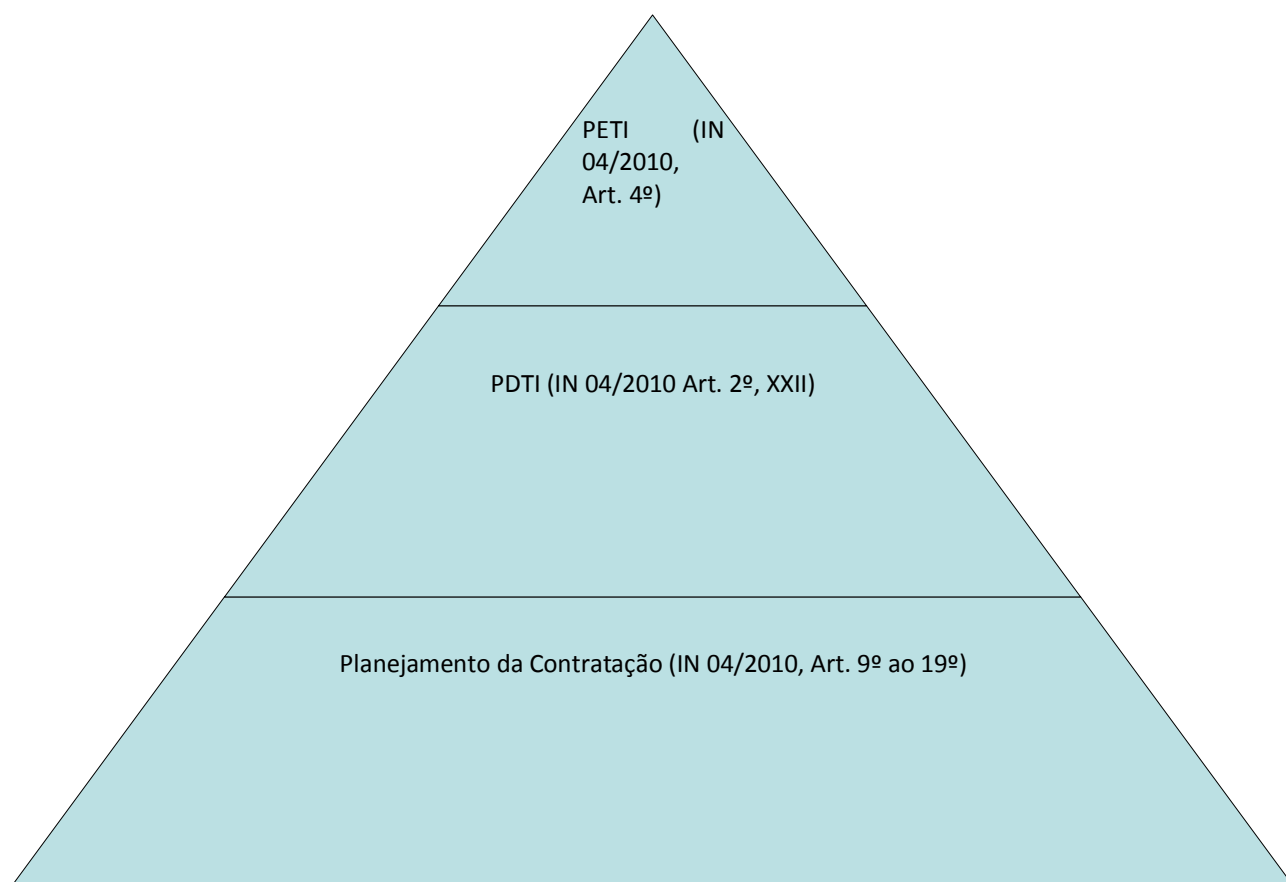 PETI (IN
04/2010,
Art. 4º)
PDTI (IN 04/2010 Art. 2º, XXII)
Planejamento da Contratação (IN 04/2010, Art. 9º ao 19º)